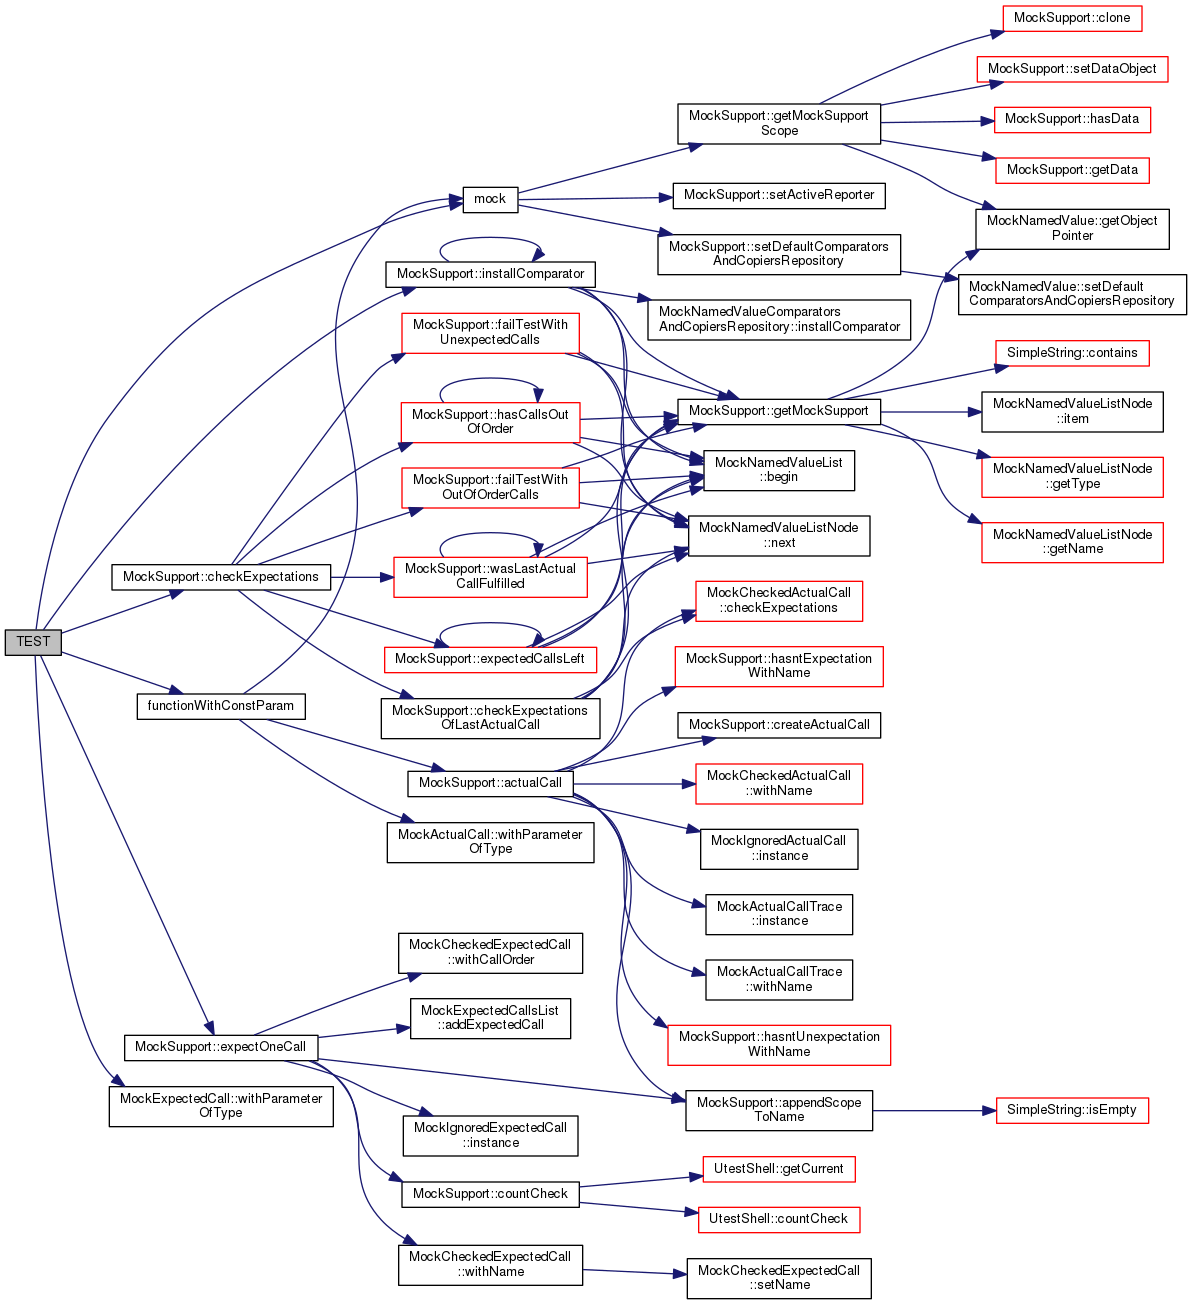 MockSupport::clone
MockSupport::setDataObject
MockSupport::getMockSupport
Scope
MockSupport::hasData
MockSupport::getData
mock
MockSupport::setActiveReporter
MockNamedValue::getObject
Pointer
MockSupport::setDefaultComparators
AndCopiersRepository
MockSupport::installComparator
MockNamedValue::setDefault
ComparatorsAndCopiersRepository
MockNamedValueComparators
AndCopiersRepository::installComparator
MockSupport::failTestWith
UnexpectedCalls
SimpleString::contains
MockSupport::hasCallsOut
OfOrder
MockSupport::getMockSupport
MockNamedValueListNode
::item
MockNamedValueList
::begin
MockNamedValueListNode
::getType
MockSupport::failTestWith
OutOfOrderCalls
MockNamedValueListNode
::next
MockNamedValueListNode
::getName
MockSupport::checkExpectations
MockSupport::wasLastActual
CallFulfilled
MockCheckedActualCall
::checkExpectations
TEST
MockSupport::expectedCallsLeft
MockSupport::hasntExpectation
WithName
functionWithConstParam
MockSupport::checkExpectations
OfLastActualCall
MockSupport::createActualCall
MockSupport::actualCall
MockCheckedActualCall
::withName
MockActualCall::withParameter
OfType
MockIgnoredActualCall
::instance
MockActualCallTrace
::instance
MockCheckedExpectedCall
::withCallOrder
MockActualCallTrace
::withName
MockExpectedCallsList
::addExpectedCall
MockSupport::expectOneCall
MockSupport::hasntUnexpectation
WithName
MockExpectedCall::withParameter
OfType
MockSupport::appendScope
ToName
SimpleString::isEmpty
MockIgnoredExpectedCall
::instance
UtestShell::getCurrent
MockSupport::countCheck
UtestShell::countCheck
MockCheckedExpectedCall
::withName
MockCheckedExpectedCall
::setName